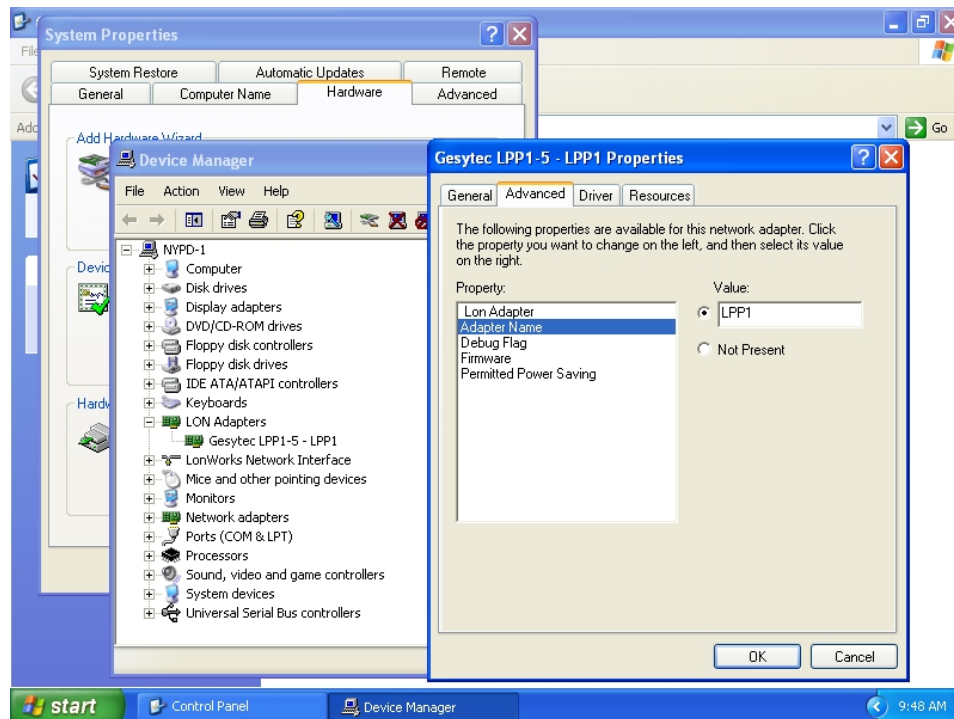 System Properties
File
System Restore
Automatic Updates
Remote
General
Computer Name
Hardware
Advanced
Go
Add Hardware Wizard
Device Manager
File Action View Help
NYPD-1
Computer
Disk drives
Display adapters
DVD/CD-ROM drives
Floppy disk controllers
Floppy disk drives
IDE ATA/ATAPI controllers
Keyboards
LON Adapters
Gesytec LPP1-5 - LPP1
LonWorks Network Interface
Mice and other pointing devices
Monitors
Network adapters
Ports (COM & LPT)
Processors
Sound, video and game controllers
System devices
Universal Serial Bus controllers
Gesytec LPP1-5 - LPP1 Properties
General
Advanced
Driver
Resources
The following properties are available for this network adapter. Click
the property you want to change on the left, and then select its value
on the right.
Property:
Value:
Lon Adapter
Adapter Name
Debug Flag
Firmware
Permitted Power Saving
LPP1
Not Present
OK
Cancel
start
Control Panel
Device Manager
9:48 AM